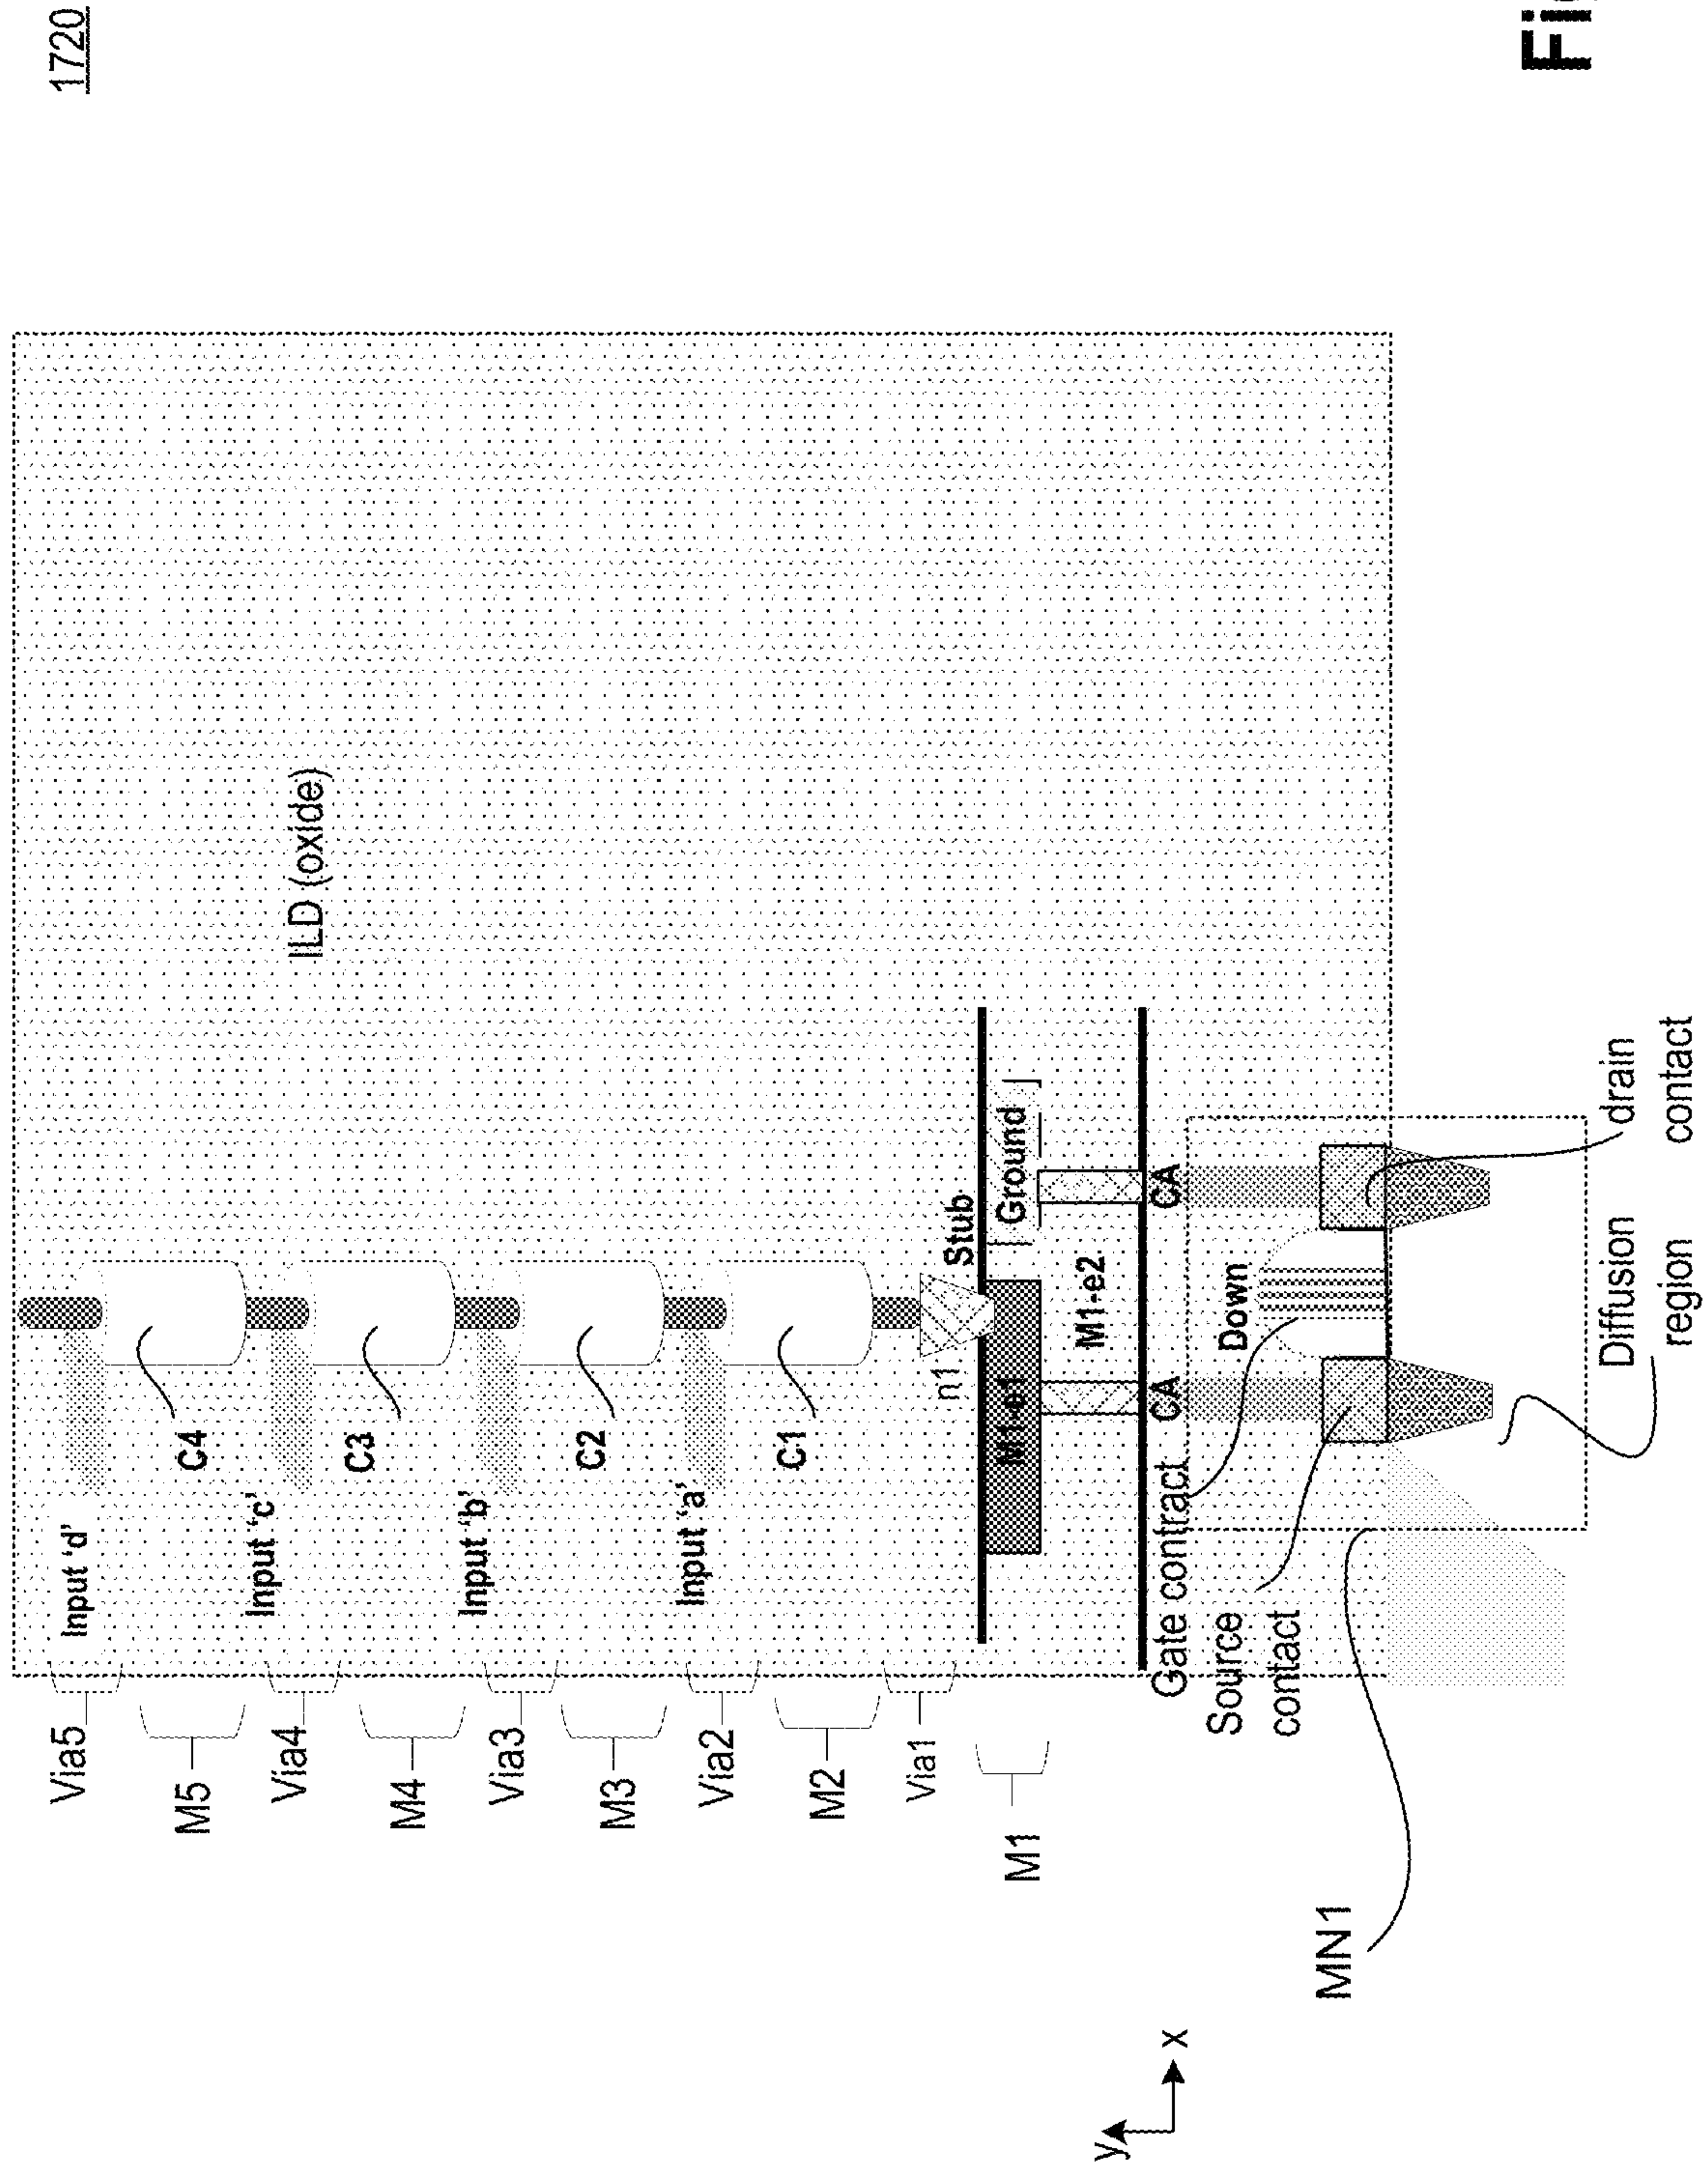 1720
Via5
Input 'd'
M5
C4
Via4
Input 'c'
ILD (oxide)
M4
C3
Via3
Input 'b'
M3
C2
Via2
Input 'a'
M2
C1
Via1
n1
Stub
M1
M1-e1
Ground
M1-e2
CA
CA
Gate contract
Down
Source
contact
MN1
Diffusion
region
drain
contact
y
x
Fi